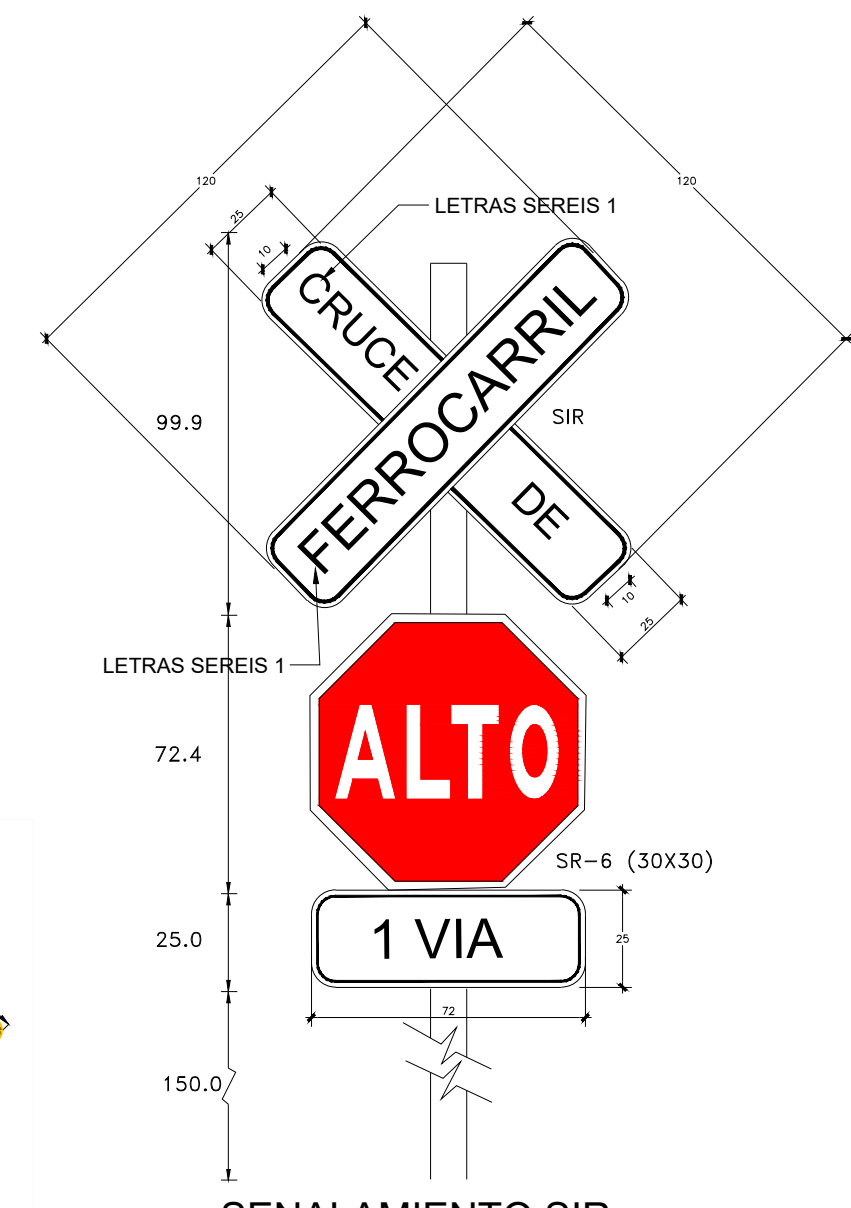 120
120
25
LETRAS SEREIS 1
10
CRUCE
FERROCARRIL
99.9
SIR
DE
10
25
LETRAS SEREIS 1
72.4
ALTO
SR-6 (30X30)
25.0
1 VIA
25
72
150.0